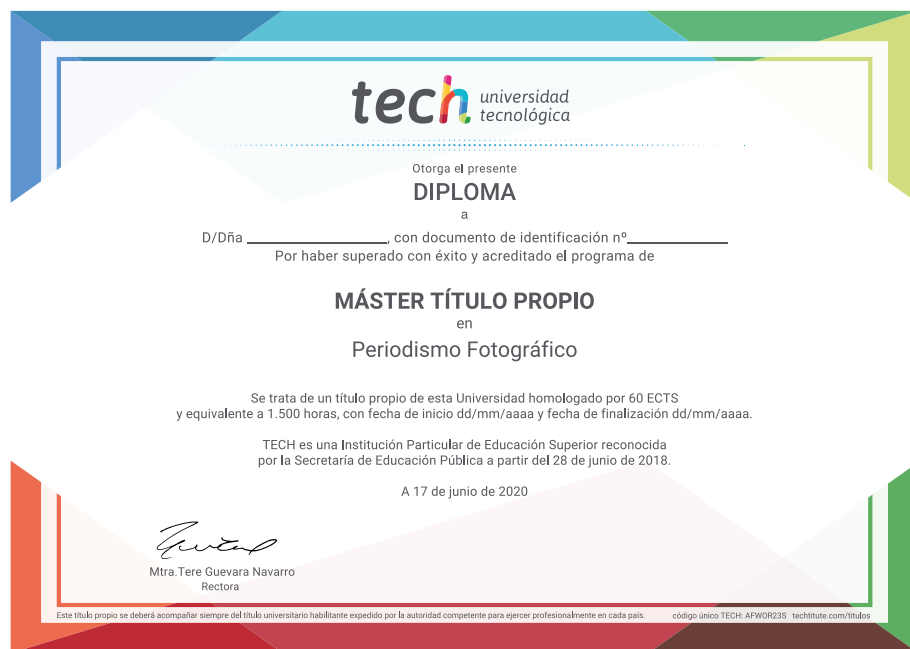 tech universidad
tecnológica
Otorga el presente
DIPLOMA
a
D/Dña , con documento de identificación nº
Por haber superado con éxito y acreditado el programa de
MÁSTER TÍTULO PROPIO
en
Periodismo Fotográfico
Se trata de un título propio de esta Universidad homologado por 60 ECTS
y equivalente a 1.500 horas, con fecha de inicio dd/mm/aaaa y fecha de finalización dd/mm/aaaa.
TECH es una Institución Particular de Educación Superior reconocida
por la Secretaría de Educación Pública a partir del 28 de junio de 2018.
A 17 de junio de 2020
Mtra.Tere Guevara Navarro
Rectora
Este título propio se deberá acompañar siempre del título universitario habilitante expedido por la autoridad competente para ejercer profesionalmente en cada país. código único TECH: AFWOR23S techtitute.com/titulos